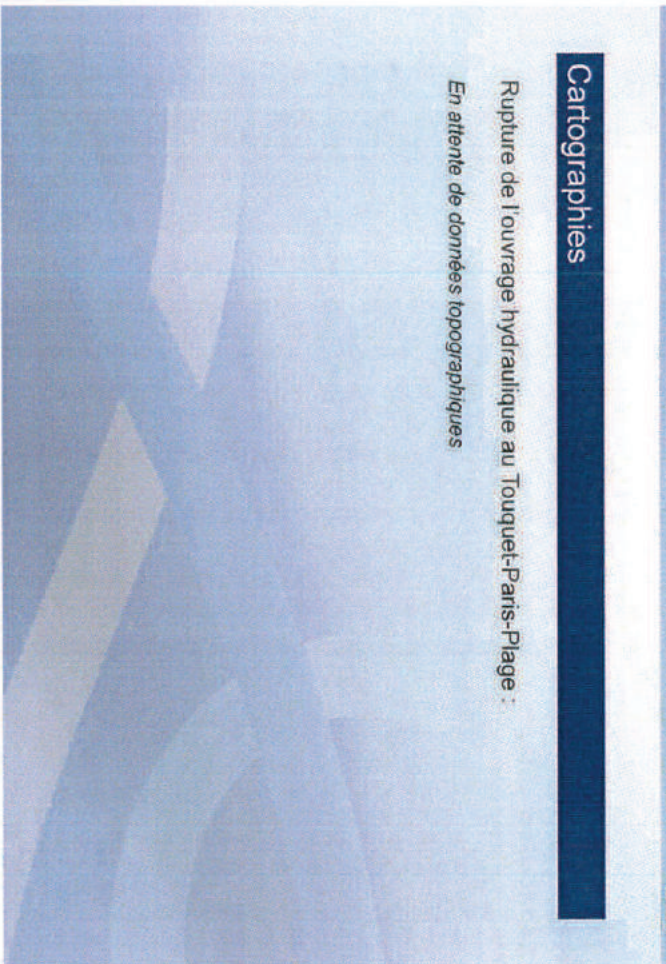 Cartographies
Rupture de l'ouvrage hydraulique au Touquet-Paris-Plage :
En attente de données topographiques